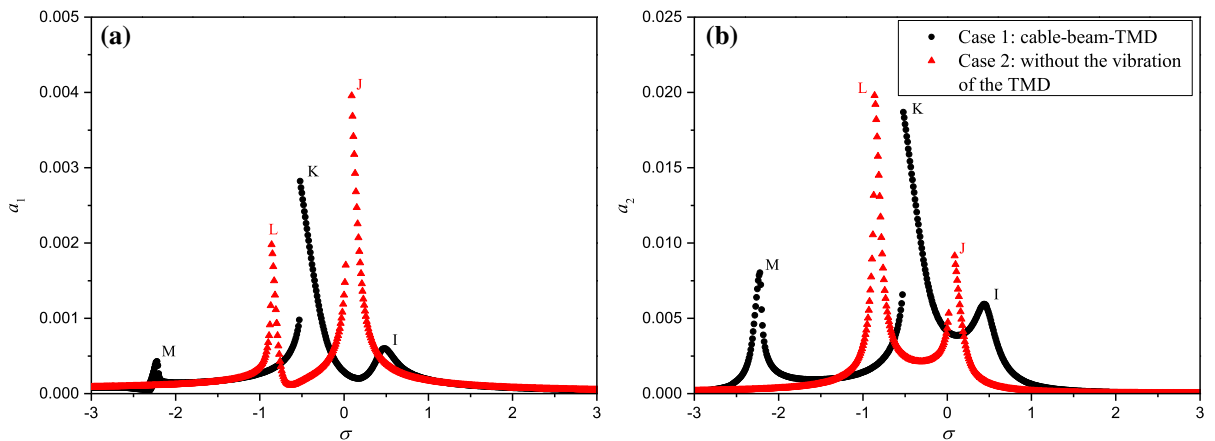 (a)
0.005
0.004
0.003
0.002
0.001
0.000
a1
-3
-2
-1
0
1
2
3
σ
M
L
K
J
I
(b)
Case 1: cable-beam-TMD
Case 2: without the vibration
of the TMD
0.025
0.020
0.015
0.010
0.005
0.000
a2
-3
-2
-1
0
1
2
3
σ
M
L
K
J
I